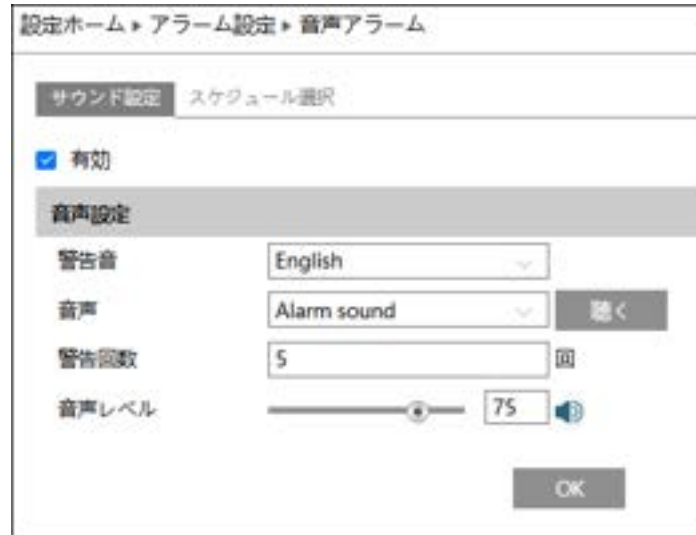 設定ホーム▸アラーム設定▸音声アラーム
サウンド設定 スケジュール選択
有効
音声設定
警告音 English
音声 Alarm sound 聴く
警告回数 5 回
音声レベル 75
OK